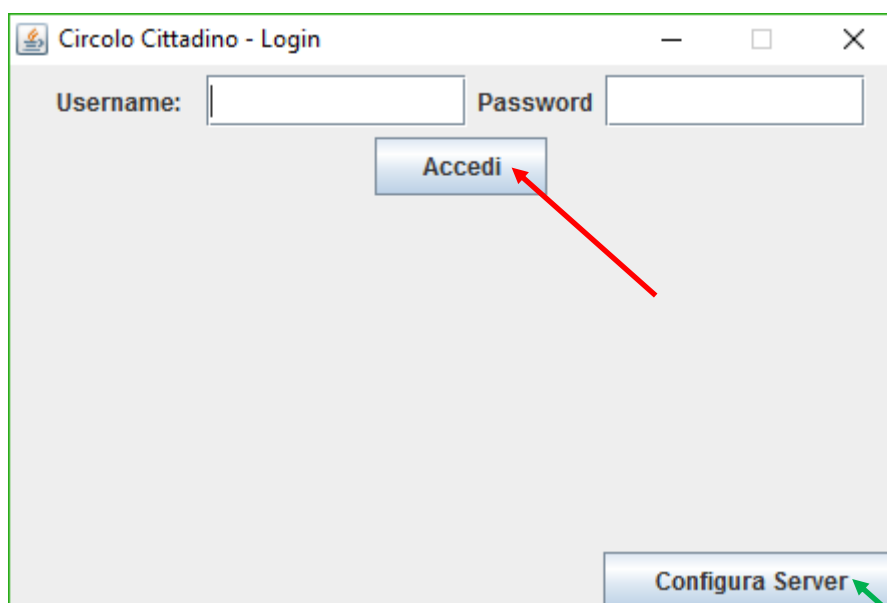 Circolo Cittadino - Login
Username: Password
Accedi
Configura Server